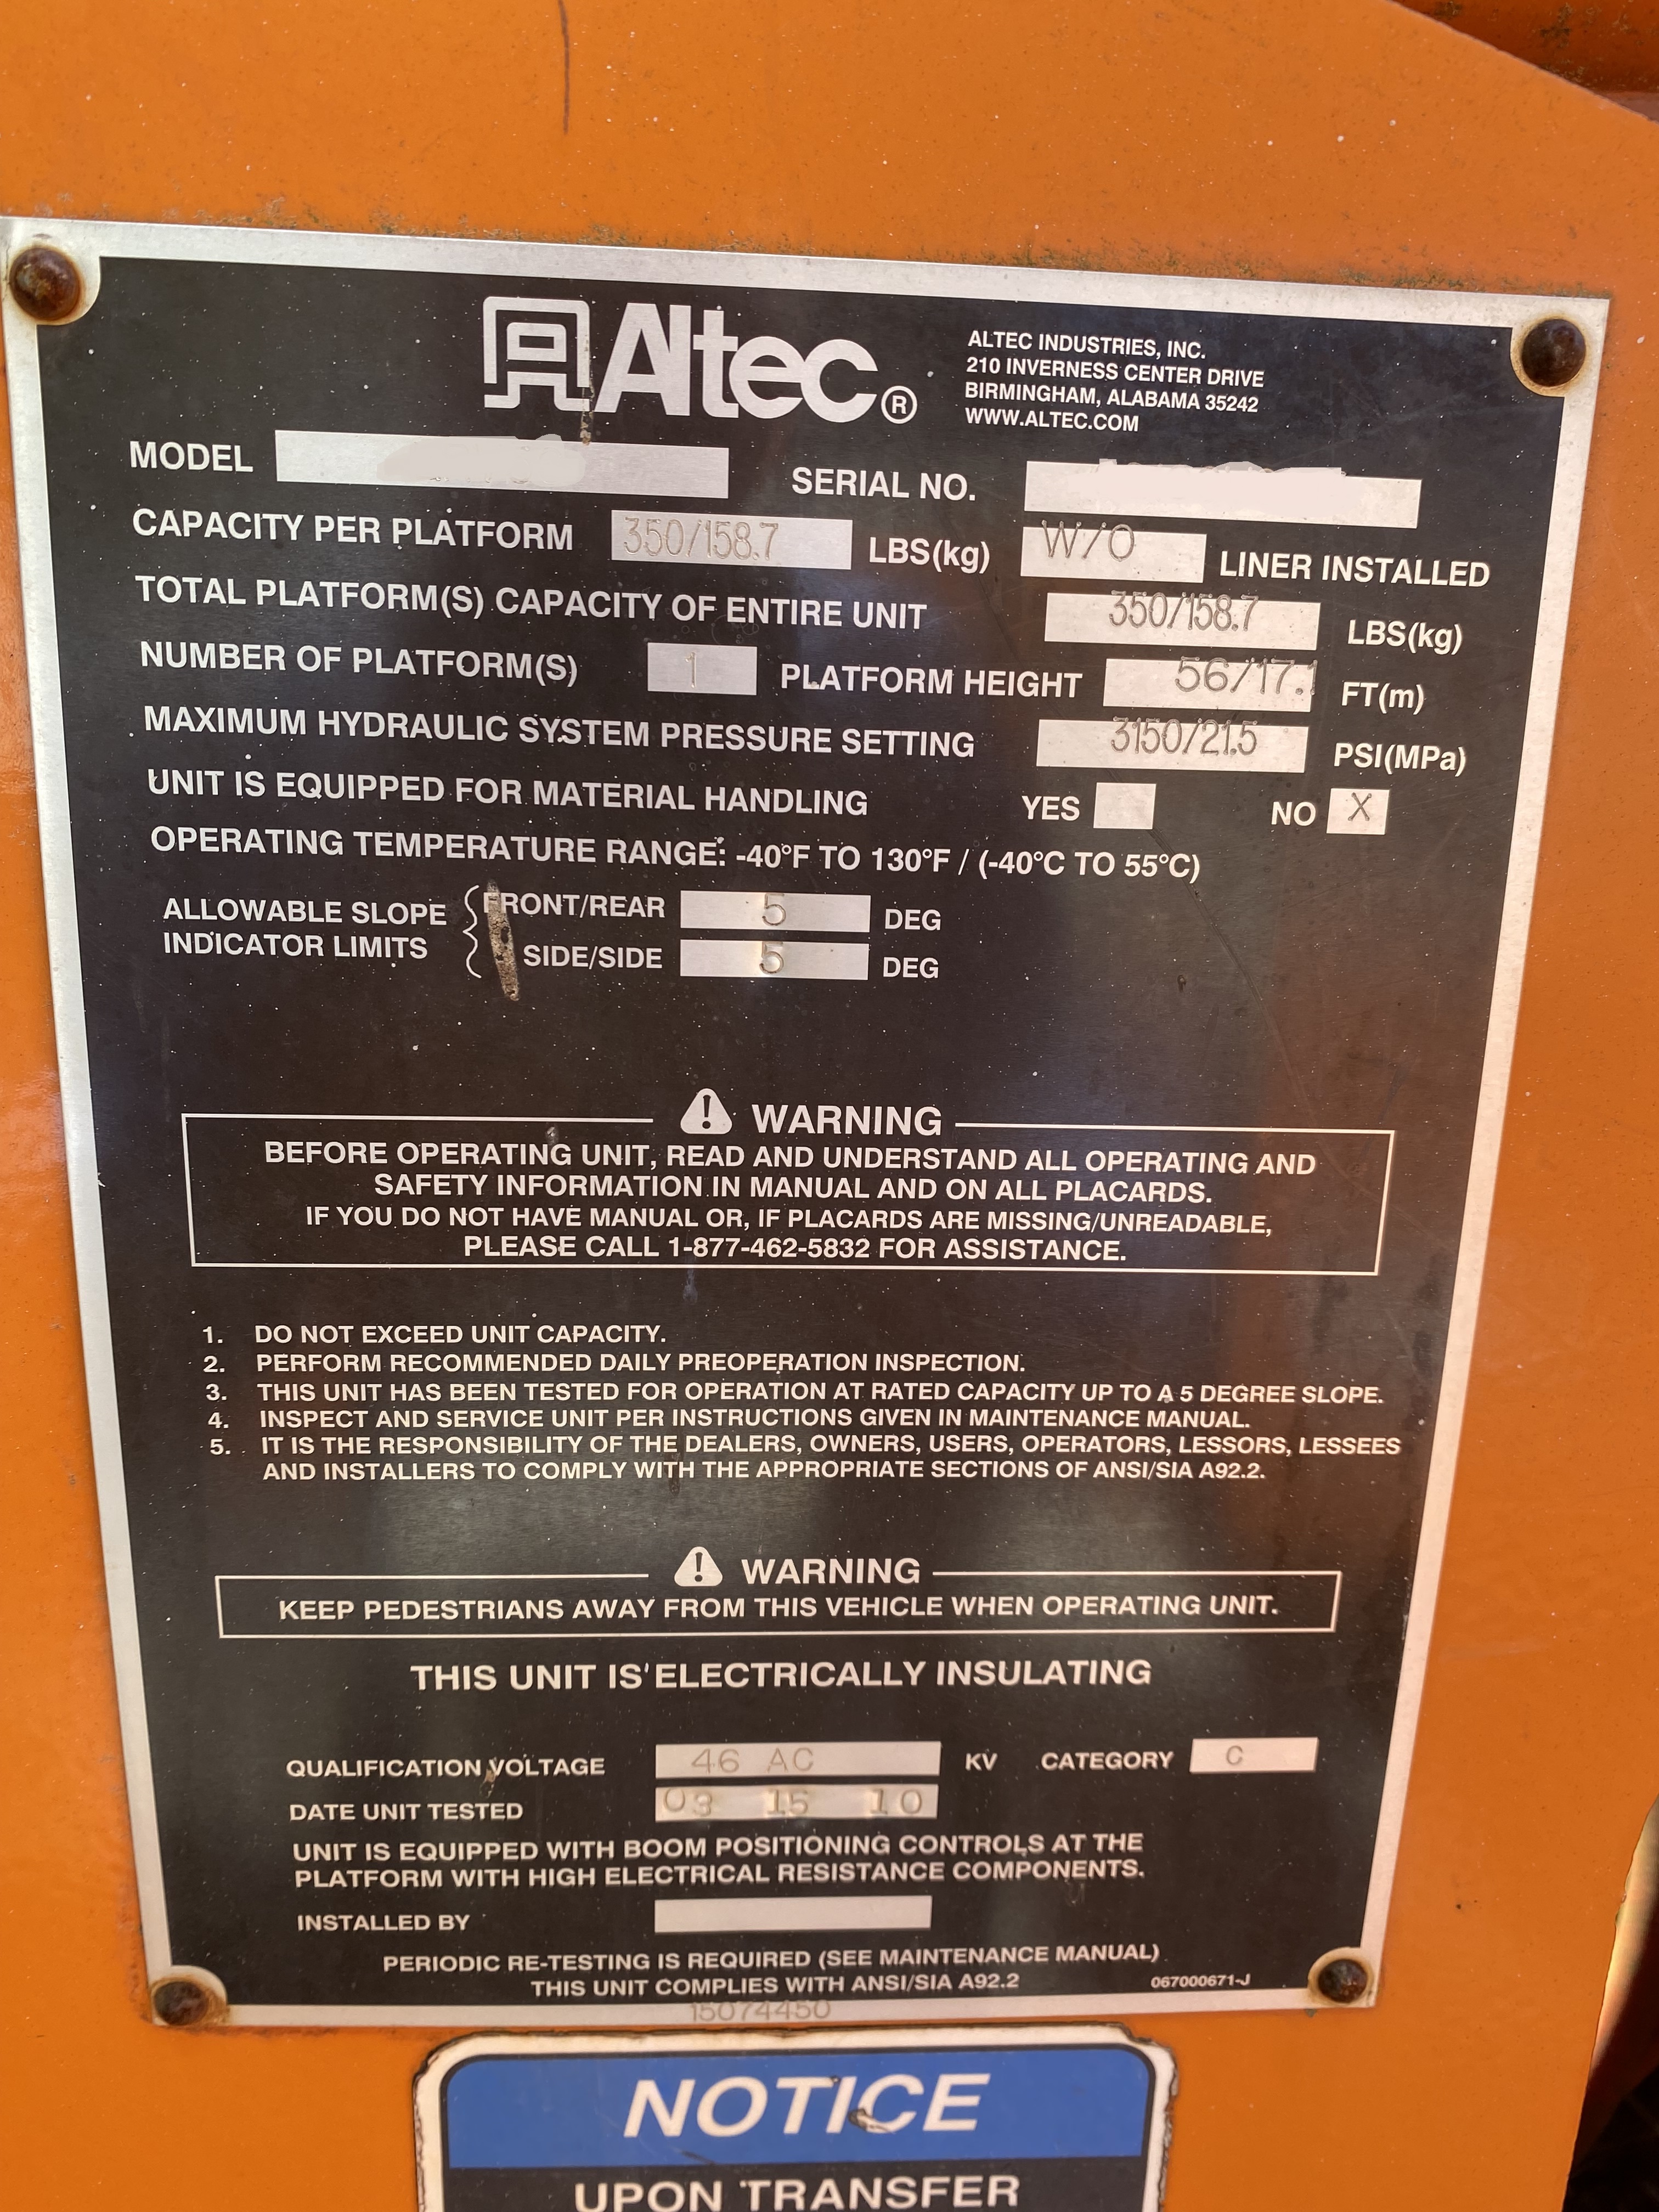 Altec®
ALTEC INDUSTRIES, INC.
210 INVERNESS CENTER DRIVE
BIRMINGHAM, ALABAMA 35242
WWW.ALTEC.COM
MODEL SERIAL NO.
CAPACITY PER PLATFORM 350/158.7 LBS(kg) W/O LINER INSTALLED
TOTAL PLATFORM(S) CAPACITY OF ENTIRE UNIT 350/158.7 LBS(kg)
NUMBER OF PLATFORM(S) 1 PLATFORM HEIGHT 56/17.1 FT(m)
MAXIMUM HYDRAULIC SYSTEM PRESSURE SETTING 3150/21.5 PSI(MPa)
UNIT IS EQUIPPED FOR MATERIAL HANDLING YES NO X
OPERATING TEMPERATURE RANGE: -40°F TO 130°F / (-40°C TO 55°C)
ALLOWABLE SLOPE INDICATOR LIMITS
FRONT/REAR 5 DEG
SIDE/SIDE 5 DEG
WARNING
BEFORE OPERATING UNIT, READ AND UNDERSTAND ALL OPERATING AND
SAFETY INFORMATION IN MANUAL AND ON ALL PLACARDS.
IF YOU DO NOT HAVE MANUAL OR, IF PLACARDS ARE MISSING/UNREADABLE,
PLEASE CALL 1-877-462-5832 FOR ASSISTANCE.
1. DO NOT EXCEED UNIT CAPACITY.
2. PERFORM RECOMMENDED DAILY PREOPERATION INSPECTION.
3. THIS UNIT HAS BEEN TESTED FOR OPERATION AT RATED CAPACITY UP TO A 5 DEGREE SLOPE.
4. INSPECT AND SERVICE UNIT PER INSTRUCTIONS GIVEN IN MAINTENANCE MANUAL.
5. IT IS THE RESPONSIBILITY OF THE DEALERS, OWNERS, USERS, OPERATORS, LESSORS, LESSEES
AND INSTALLERS TO COMPLY WITH THE APPROPRIATE SECTIONS OF ANSI/SIA A92.2.
WARNING
KEEP PEDESTRIANS AWAY FROM THIS VEHICLE WHEN OPERATING UNIT.
THIS UNIT IS ELECTRICALLY INSULATING
QUALIFICATION VOLTAGE 46 AC KV CATEGORY C
DATE UNIT TESTED 03 15 10
UNIT IS EQUIPPED WITH BOOM POSITIONING CONTROLS AT THE
PLATFORM WITH HIGH ELECTRICAL RESISTANCE COMPONENTS.
INSTALLED BY
PERIODIC RE-TESTING IS REQUIRED (SEE MAINTENANCE MANUAL)
THIS UNIT COMPLIES WITH ANSI/SIA A92.2 067000671-J
15074450
NOTICE
UPON TRANSFER